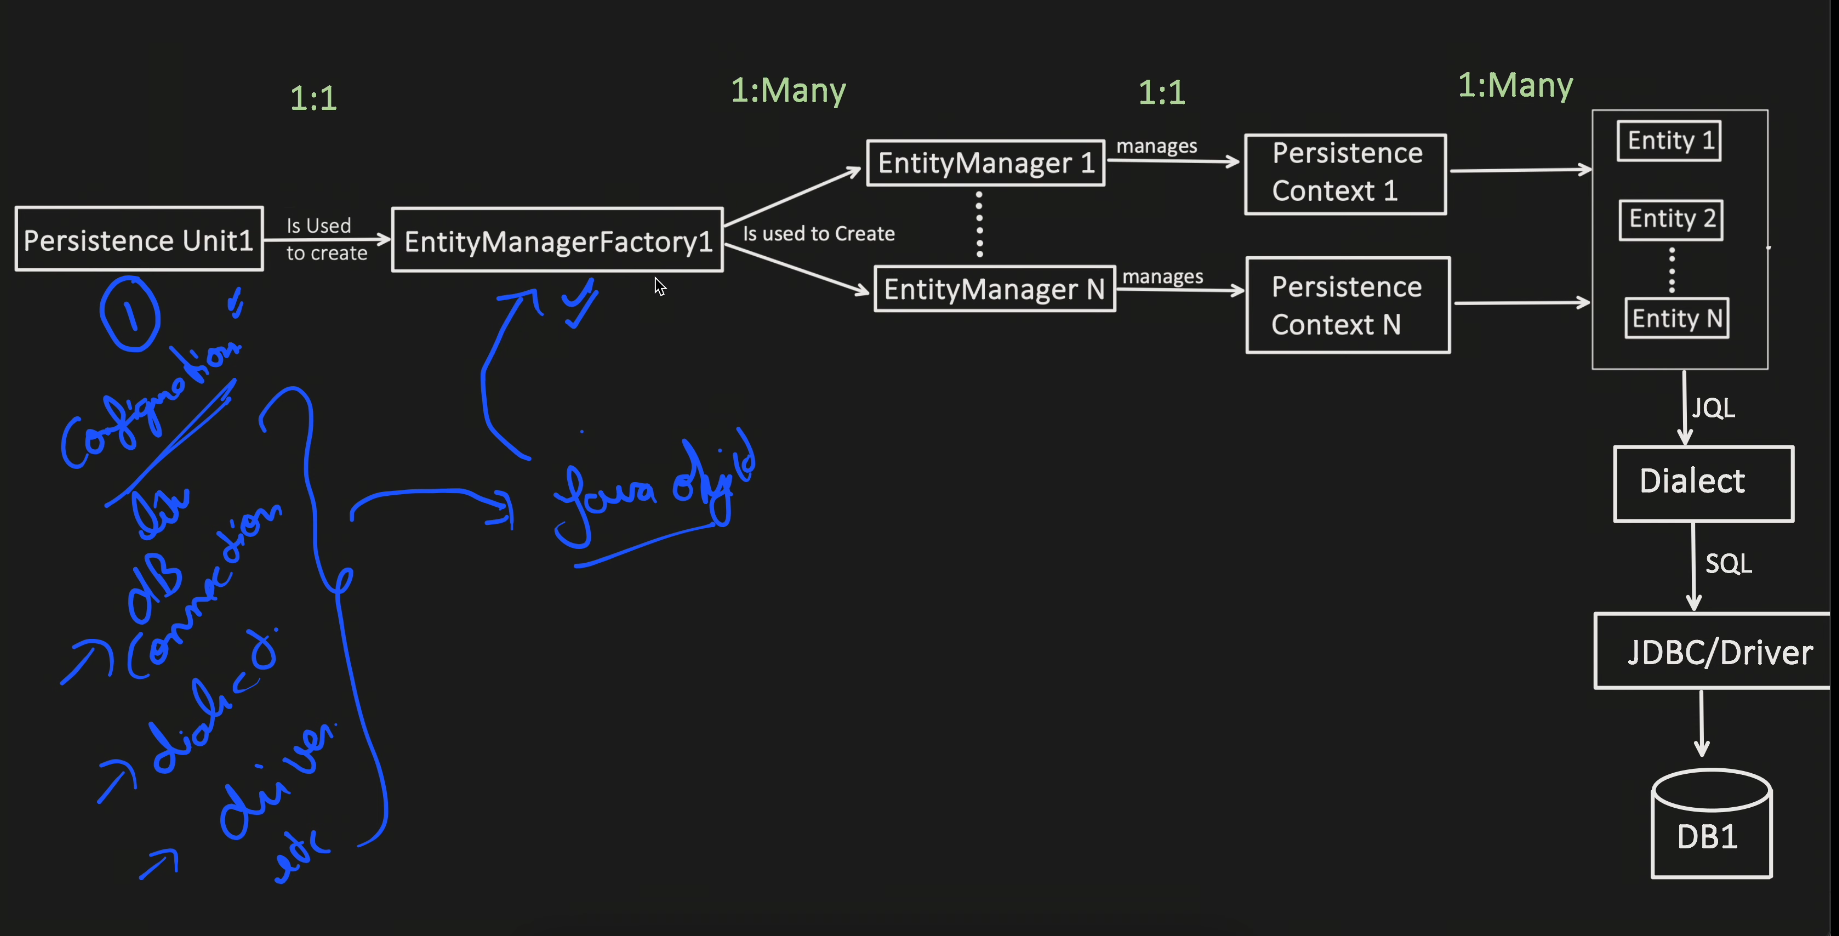 1:1
1:Many
1:1
1:Many
Persistence Unit1
Is Used
to create
EntityManagerFactory1
Is used to Create
EntityManager 1
EntityManager N
manages
manages
Persistence
Context 1
Persistence
Context N
Entity 1
Entity 2
Entity N
JQL
Dialect
SQL
JDBC/Driver
DB1
1
Configuration
dB
Connection
dialect.
driver.
etc
Java object